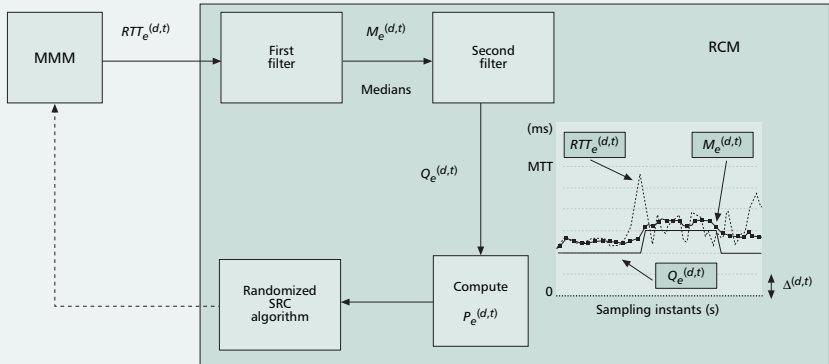 MMM
RTTₑ⁽ᵈ,ᵗ⁾
First
filter
Mₑ⁽ᵈ,ᵗ⁾
Medians
Second
filter
RCM
Qₑ⁽ᵈ,ᵗ⁾
(ms)
RTTₑ⁽ᵈ,ᵗ⁾
Mₑ⁽ᵈ,ᵗ⁾
MTT
Qₑ⁽ᵈ,ᵗ⁾
Δ⁽ᵈ,ᵗ⁾
0
Sampling instants (s)
Randomized
SRC
algorithm
Compute
Pₑ⁽ᵈ,ᵗ⁾